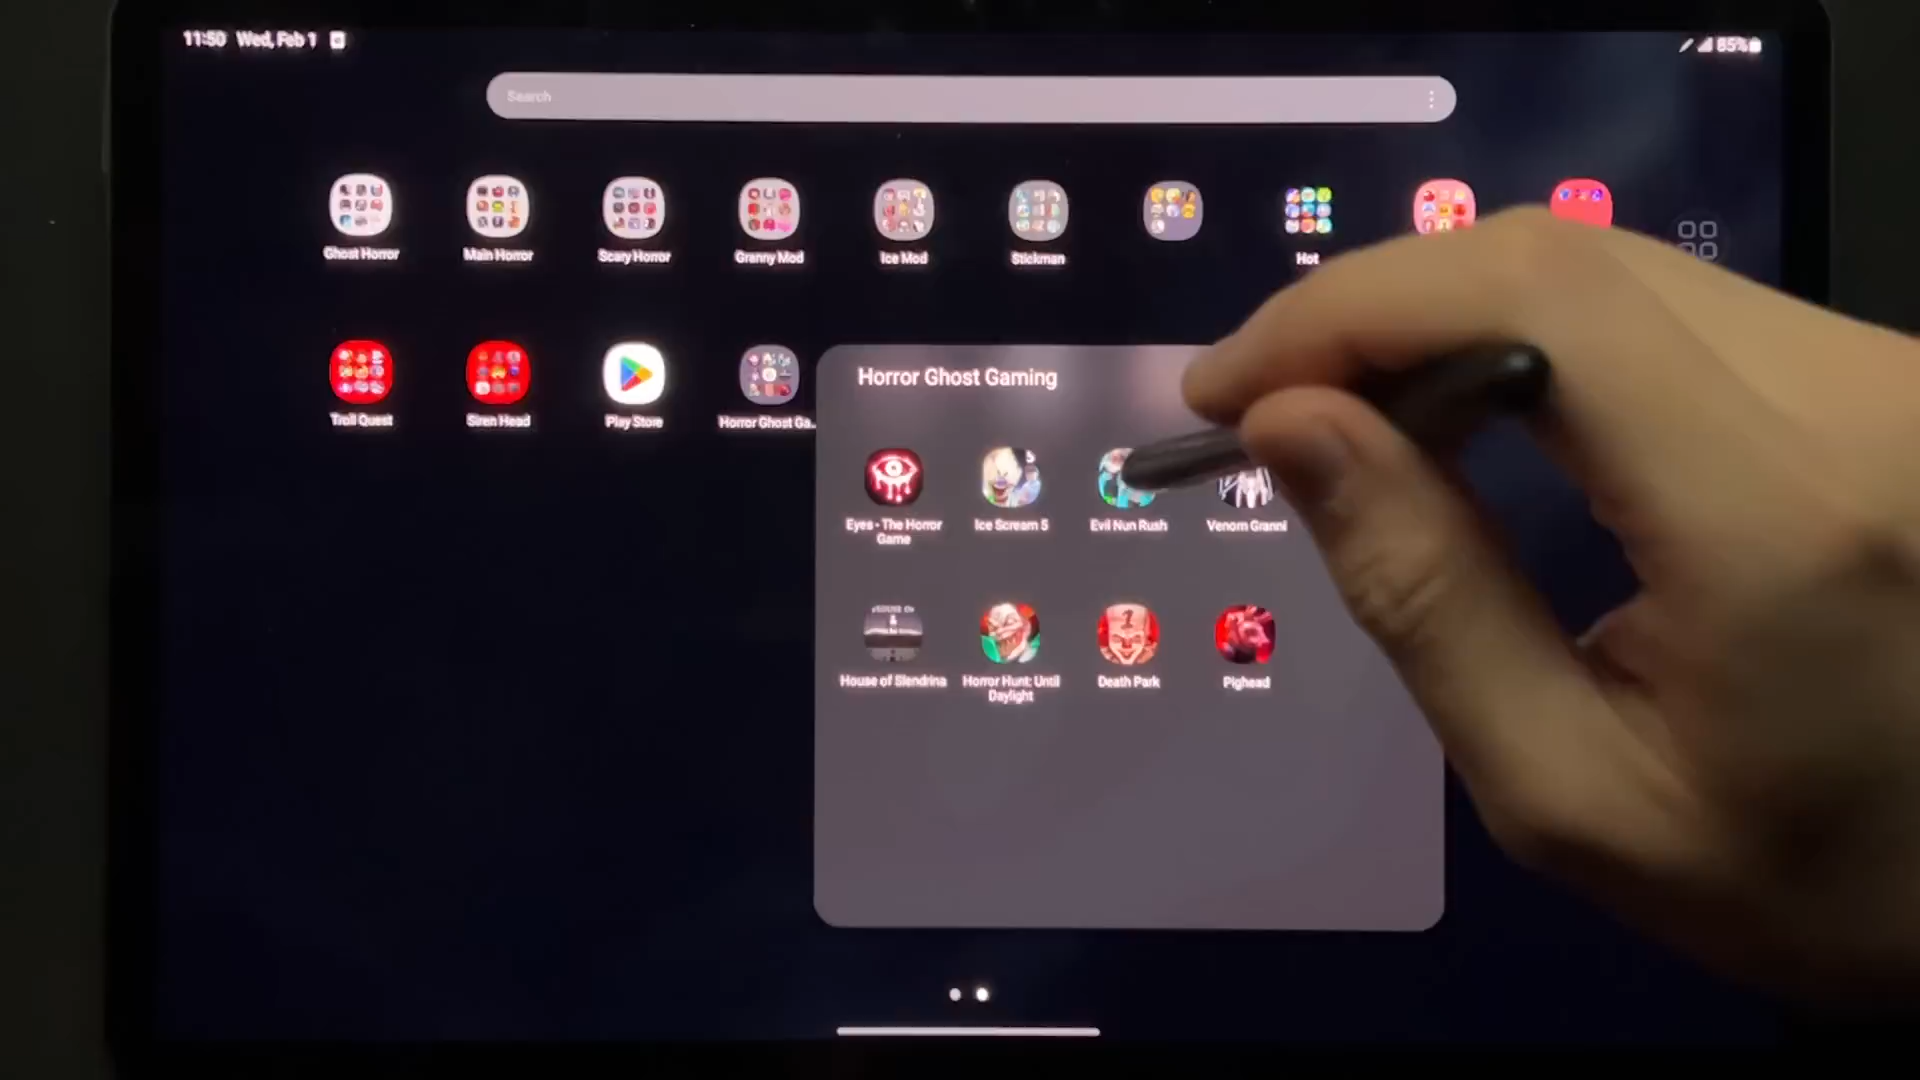 11:50 Wed, Feb 1
85%
Search
Ghost Horror
Main Horror
Scary Horror
Granny Mod
Ice Mod
Stickman
Hot
Troll Quest
Siren Head
Play Store
Horror Ghost Ga..
Horror Ghost Gaming
Eyes - The Horror
Game
Ice Scream 5
Evil Nun Rush
Venom Granni
House of Slendrina
Horror Hunt: Until
Daylight
Death Park
Pighead